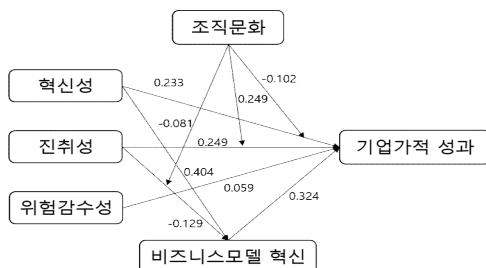 조직문화
혁신성
0.233
-0.102
0.249
-0.081
진취성
0.249
기업가적 성과
0.404
0.059
위험감수성
0.324
-0.129
비즈니스모델 혁신